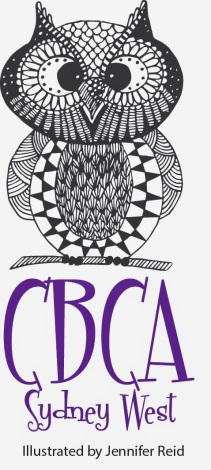 CBCA
Sydney West
Illustrated by Jennifer Reid